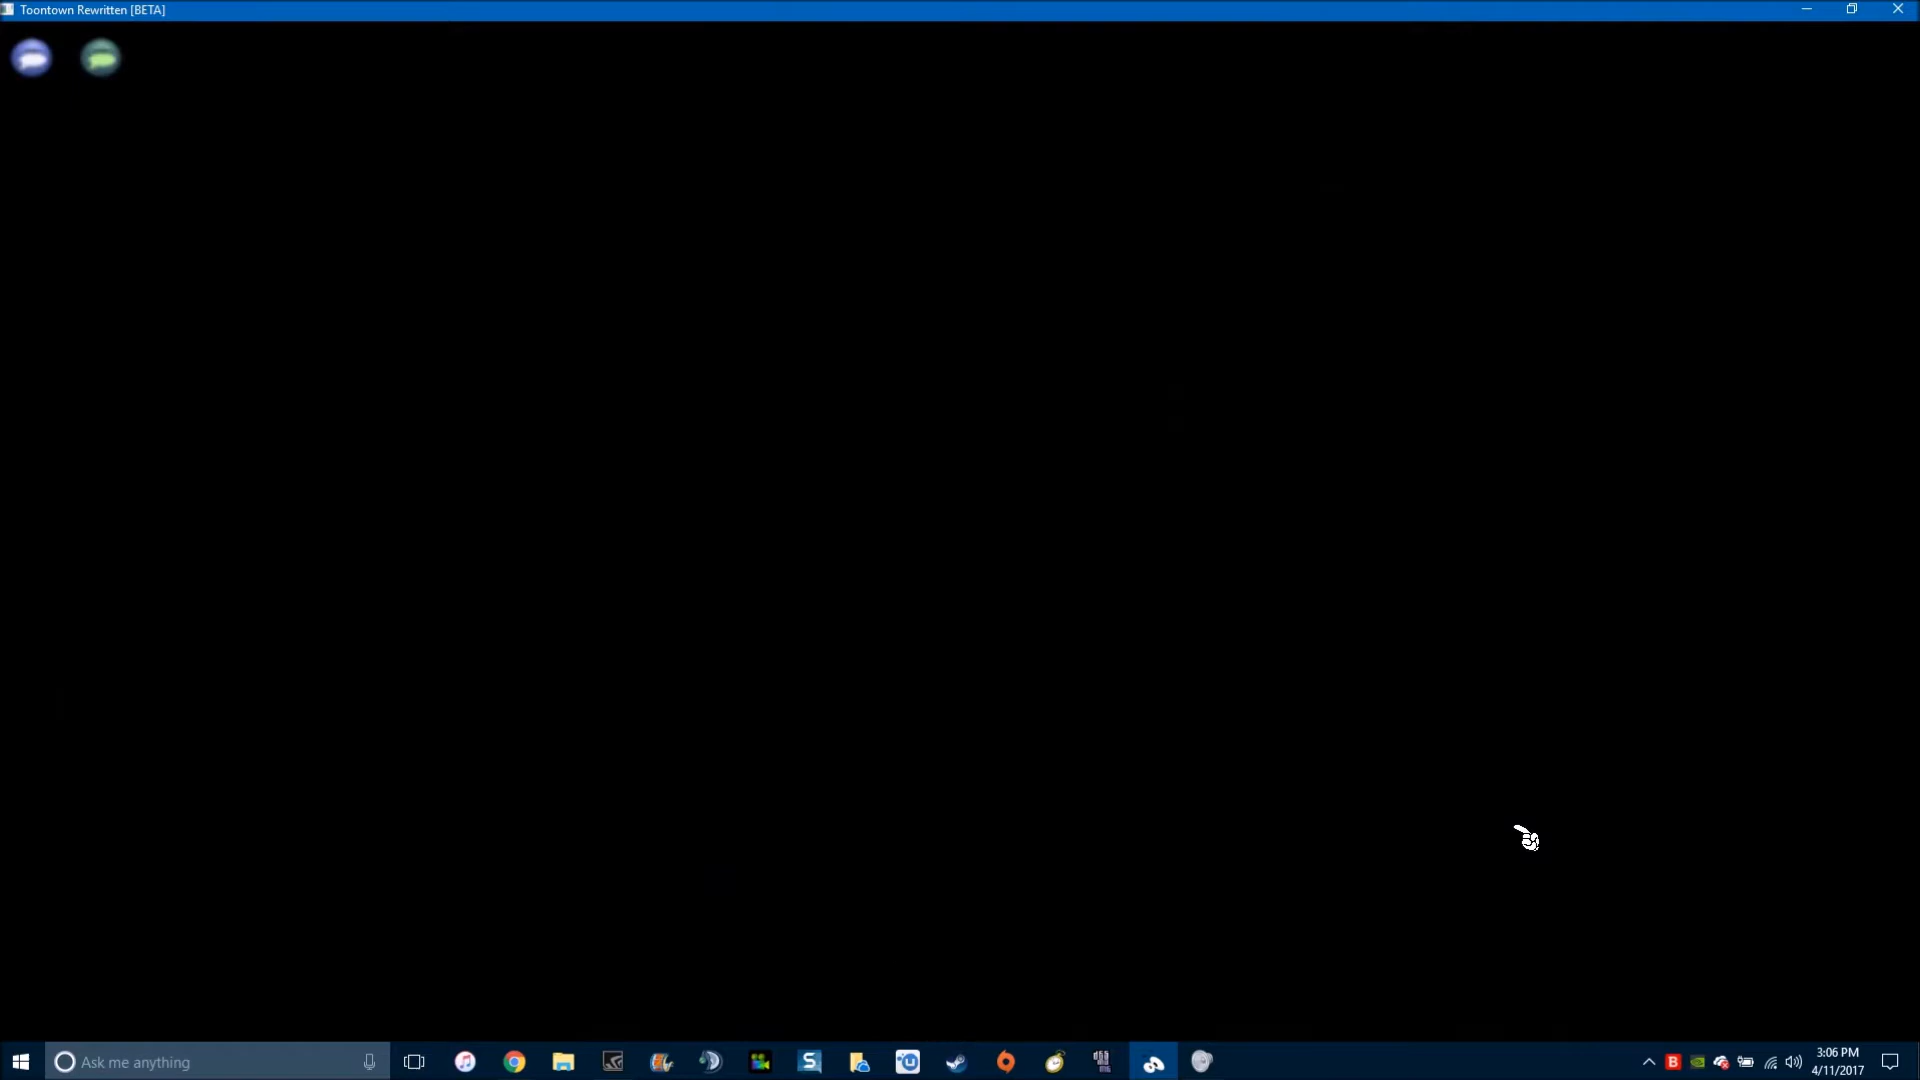 Toontown Rewritten [BETA]
Ask me anything
S
U
B
3:06 PM
4/11/2017